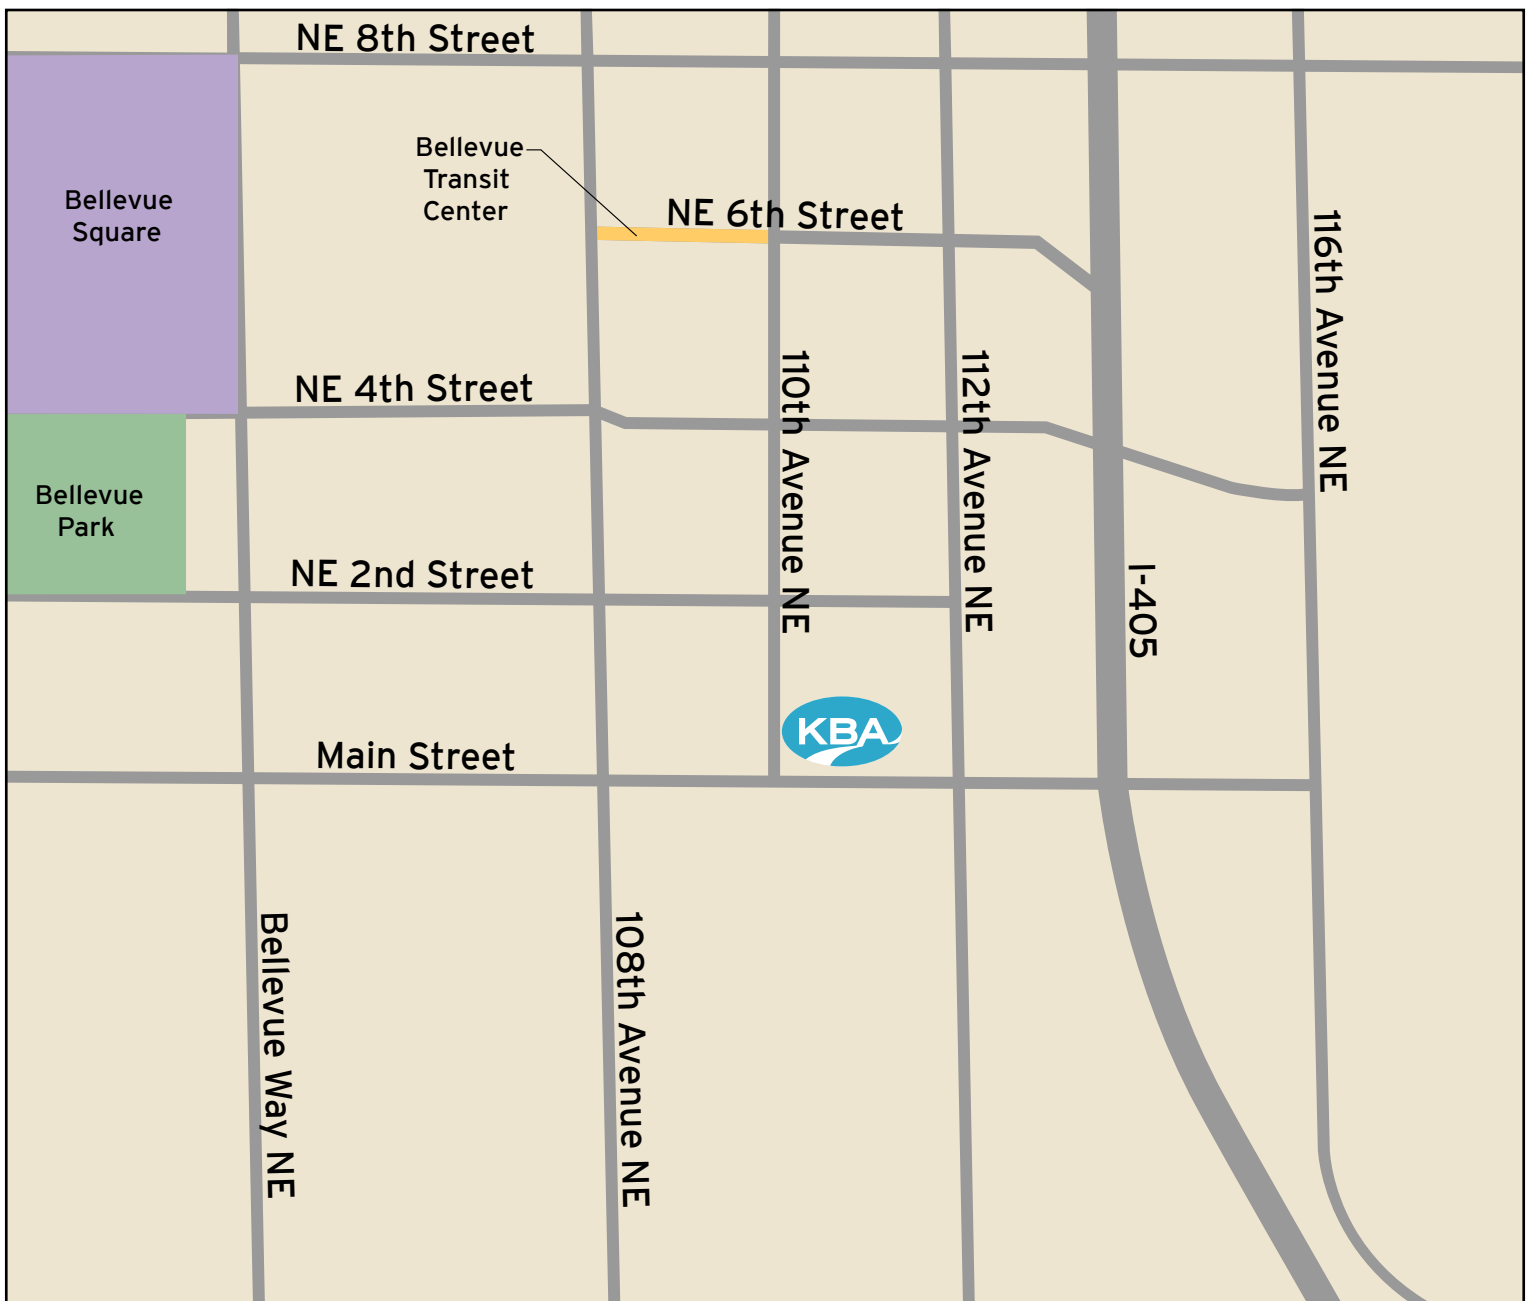 NE 8th Street
Bellevue
Transit
Center
NE 6th Street
Bellevue
Square
116th Avenue NE
NE 4th Street
110th Avenue NE
112th Avenue NE
Bellevue
Park
NE 2nd Street
I-405
KBA
Main Street
Bellevue Way NE
108th Avenue NE